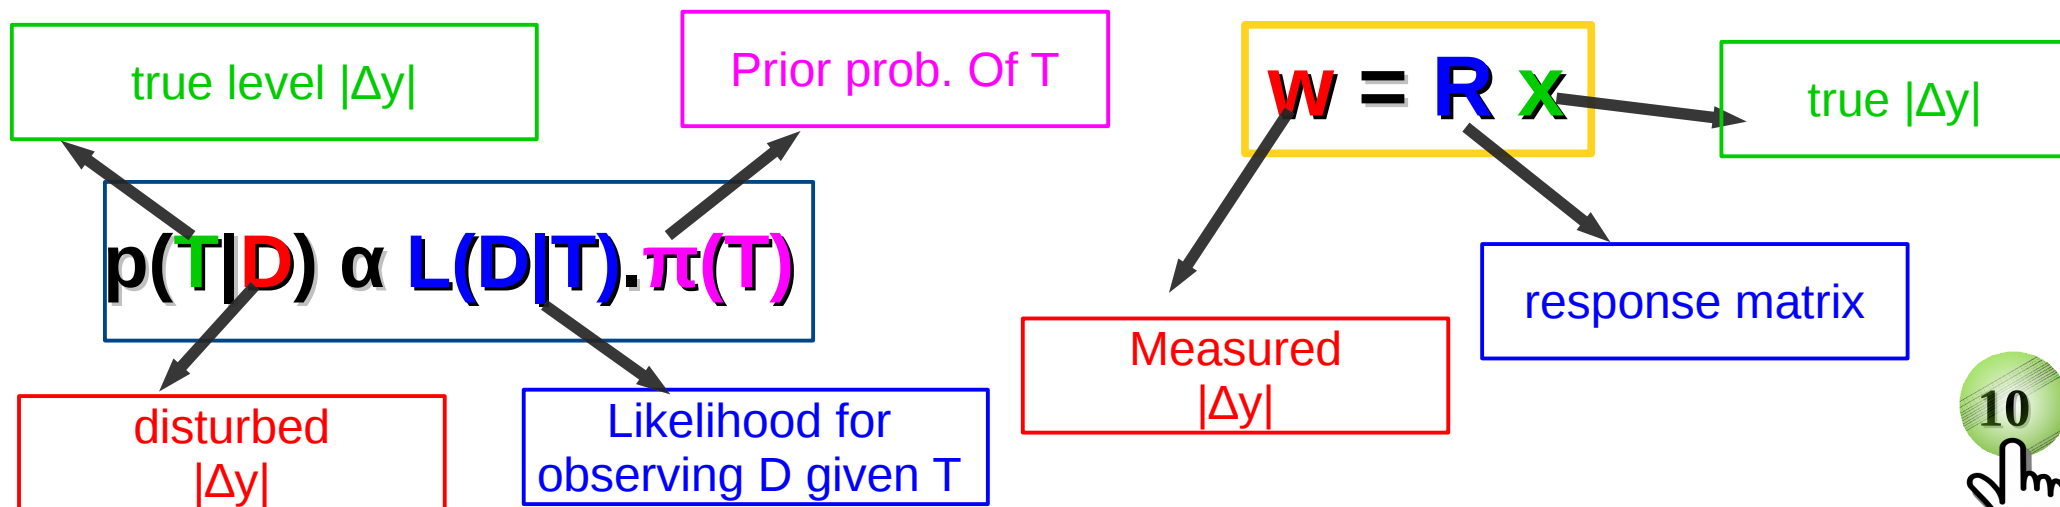 true level |Δy|
Prior prob. Of T
p(T|D) α L(D|T).π(T)
disturbed
|Δy|
Likelihood for
observing D given T
w = R x
true |Δy|
Measured
|Δy|
response matrix
10